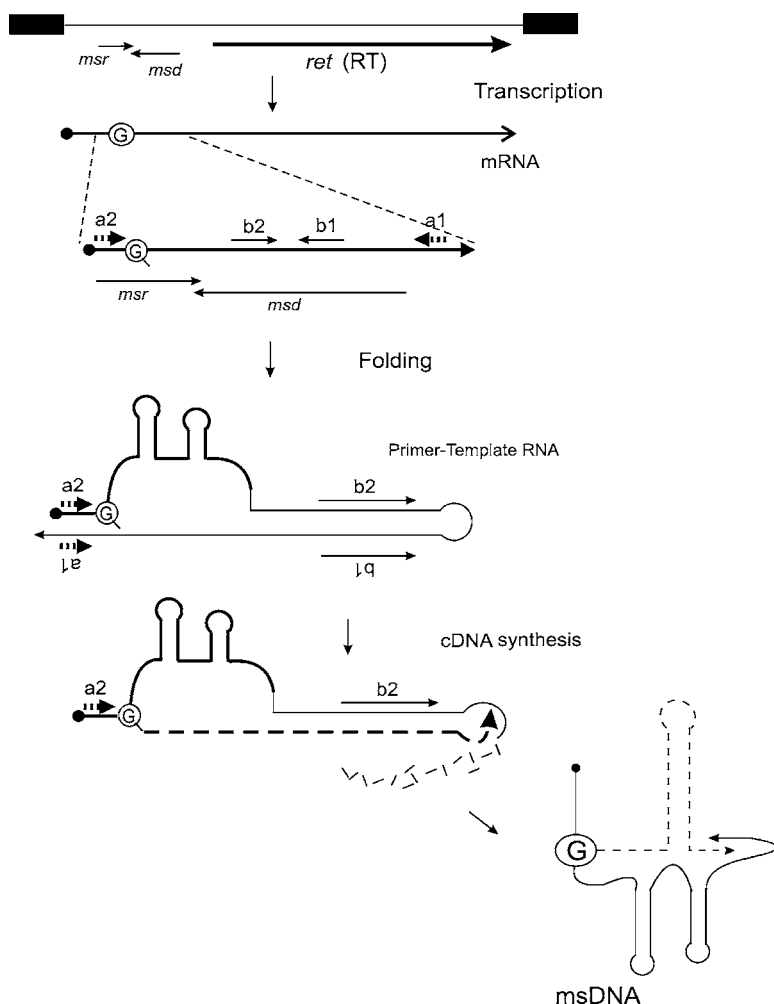 msr
msd
ret (RT)
Transcription
G
mRNA
a2
b2
b1
a1
G
msr
msd
Folding
Primer-Template RNA
a2
b2
G
a1
b1
cDNA synthesis
a2
b2
G
G
msDNA